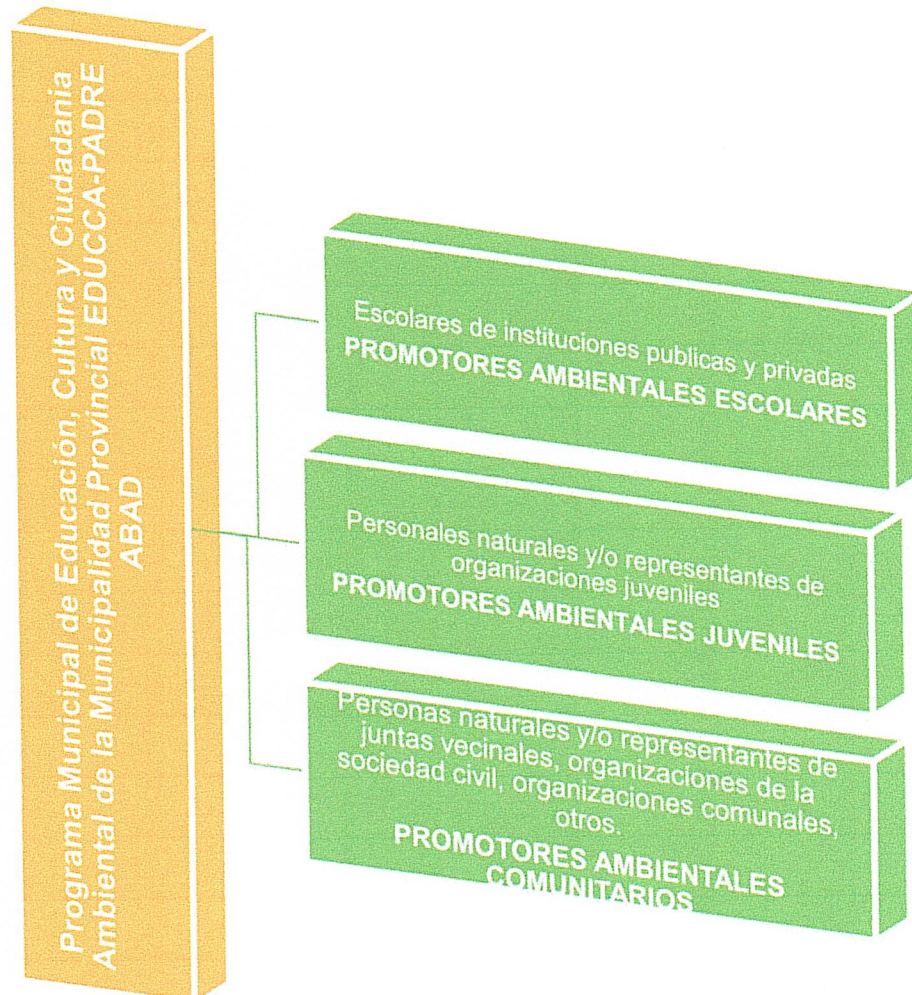 Programa Municipal de Educación, Cultura y Ciudadania
Ambiental de la Municipalidad Provincial EDUCCA-PADRE
ABAD
Escolares de instituciones publicas y privadas
PROMOTORES AMBIENTALES ESCOLARES
Personales naturales y/o representantes de
organizaciones juveniles
PROMOTORES AMBIENTALES JUVENILES
Personas naturales y/o representantes de
juntas vecinales, organizaciones de la
sociedad civil, organizaciones comunales,
otros.
PROMOTORES AMBIENTALES
COMUNITARIOS